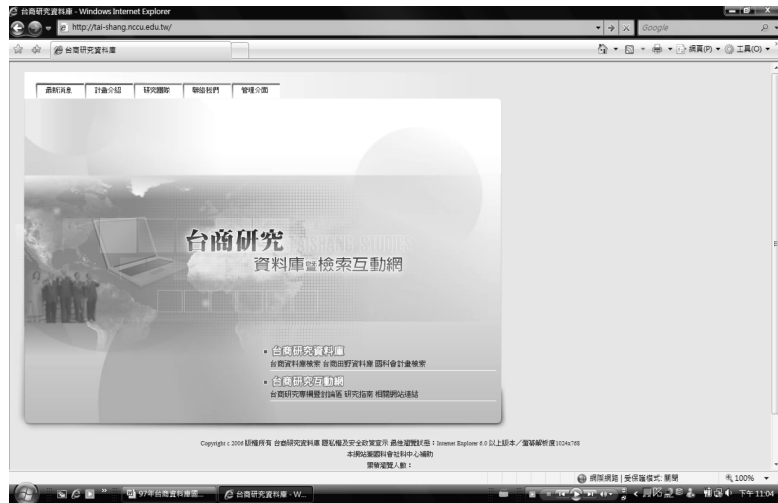 台商研究資料庫 - Windows Internet Explorer
http://tai-shang.nccu.edu.tw/
Google
台商研究資料庫
網頁(P)
工具(O)
最新消息 計畫介紹 研究團隊 聯絡我們 管理介面
台商研究
資料庫暨檢索互動網
台商研究資料庫
台商資料庫檢索 台商田野資料庫 國科會計畫檢索
台商研究互動網
台商研究專欄暨討論區 研究指南 相關網站連結
Copyright c 2006 版權所有 台商研究資料庫 隱私權及安全政策宣示 最佳瀏覽狀態：Internet Explorer 6.0 以上版本／螢幕解析度1024x768
本網站獲國科會社科中心補助
累積瀏覽人數：
網際網路 | 受保護模式: 關閉
100%
97年台商資料庫國...
台商研究資料庫 - W...
下午 11:04